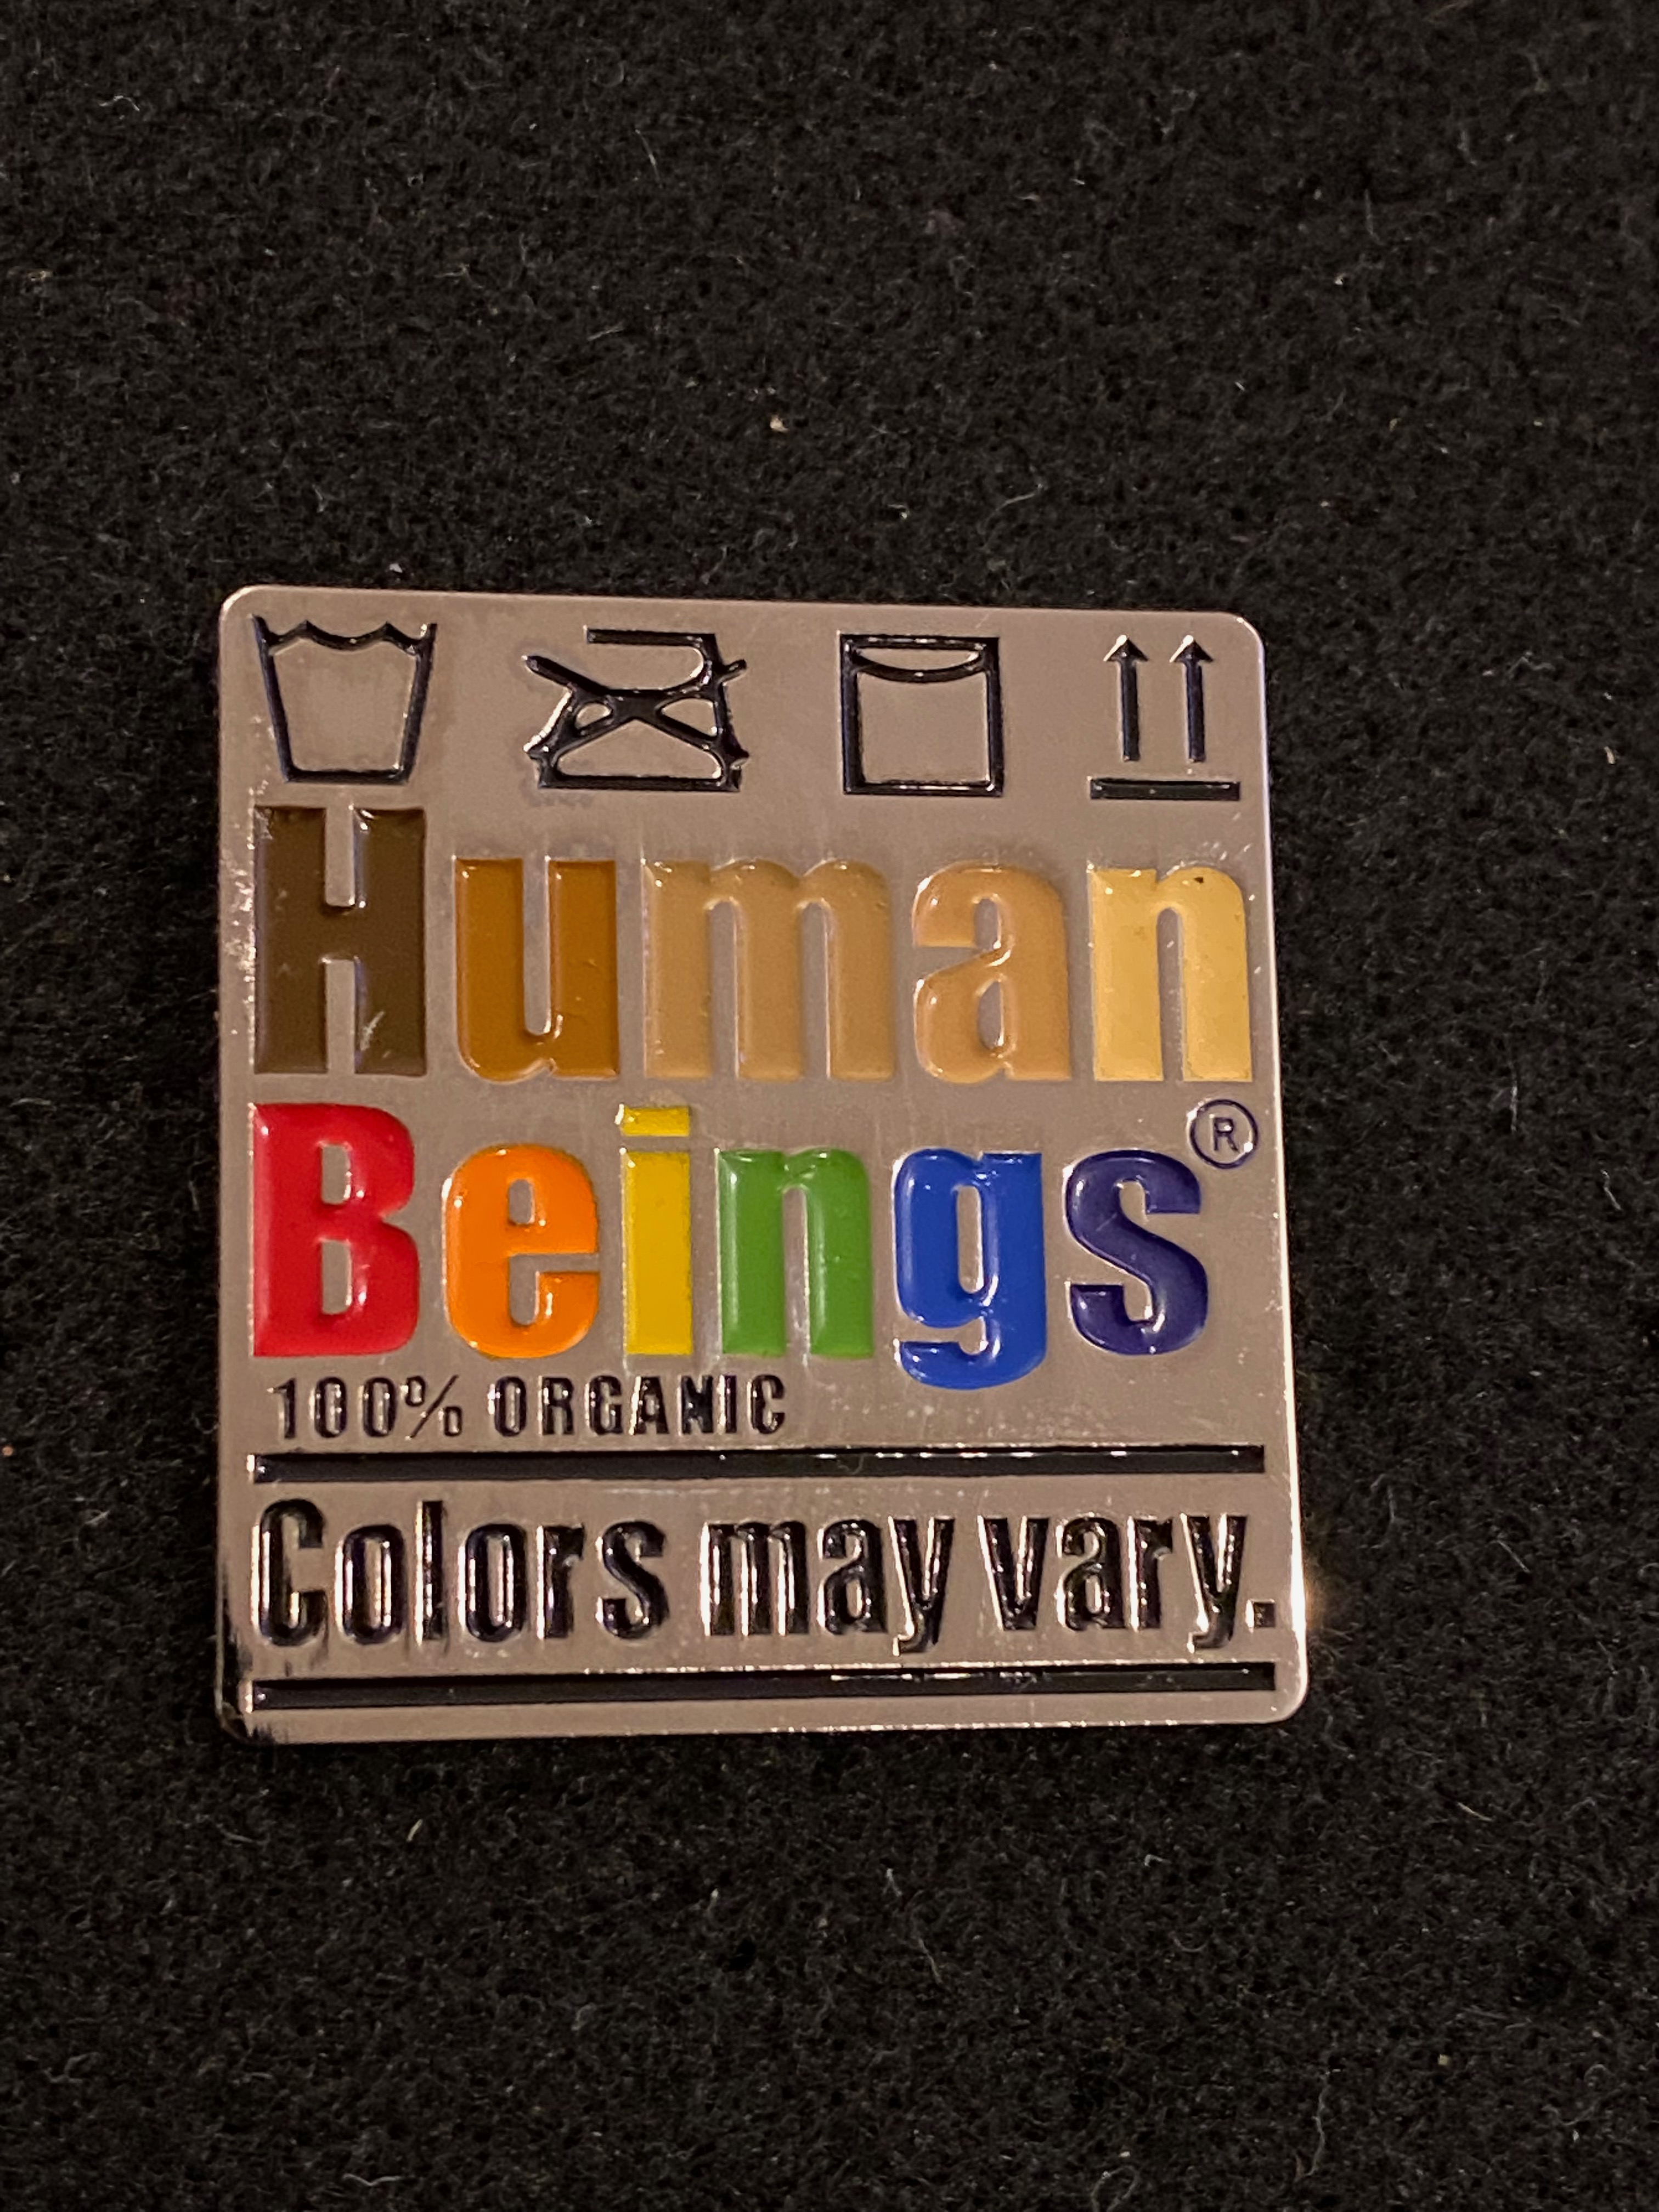 Human
Beings®
100% ORGANIC
Colors may vary.